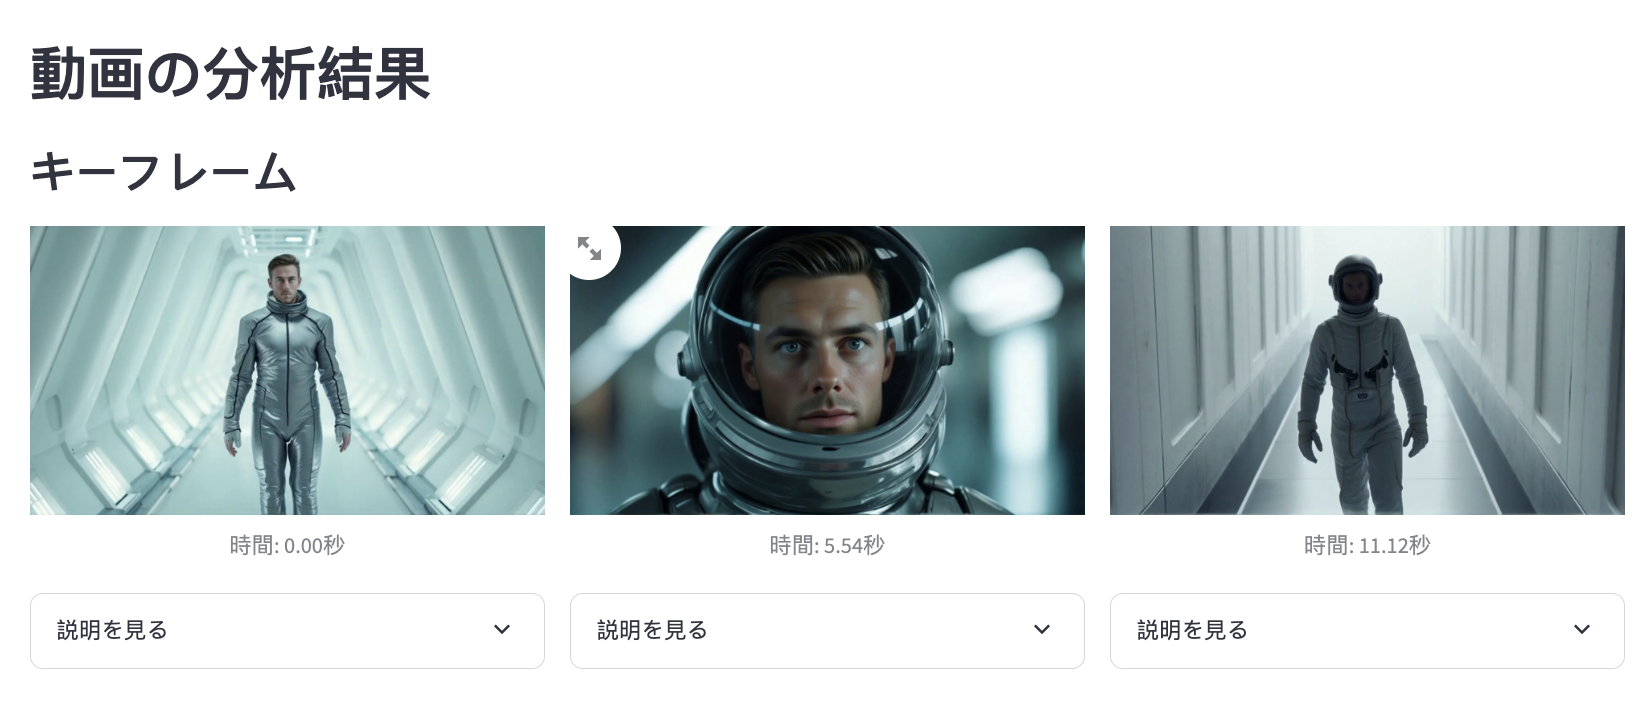 動画の分析結果
キーフレーム
時間: 0.00秒
時間: 5.54秒
時間: 11.12秒
説明を見る
説明を見る
説明を見る